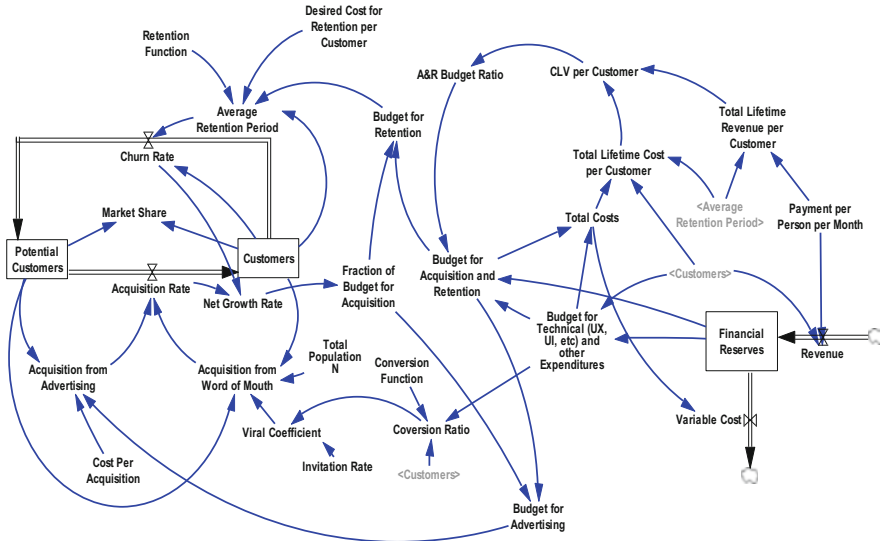 Desired Cost for
Retention per
Customer
Retention
Function
A&R Budget Ratio
CLV per Customer
Average
Retention Period
Budget for
Retention
Total Lifetime
Revenue per
Customer
Churn Rate
Total Lifetime Cost
per Customer
Market Share
<Average
Retention Period>
Payment per
Person per Month
Total Costs
Potential
Customers
Customers
Fraction of
Budget for
Acquisition
Budget for
Acquisition and
Retention
<Customers>
Acquisition Rate
Net Growth Rate
Budget for
Technical (UX,
UI, etc) and
other
Expenditures
Financial
Reserves
Revenue
Total
Population
N
Acquisition from
Advertising
Acquisition from
Word of Mouth
Conversion
Function
Viral Coefficient
Coversion Ratio
Variable Cost
Cost Per
Acquisition
Invitation Rate
<Customers>
Budget for
Advertising